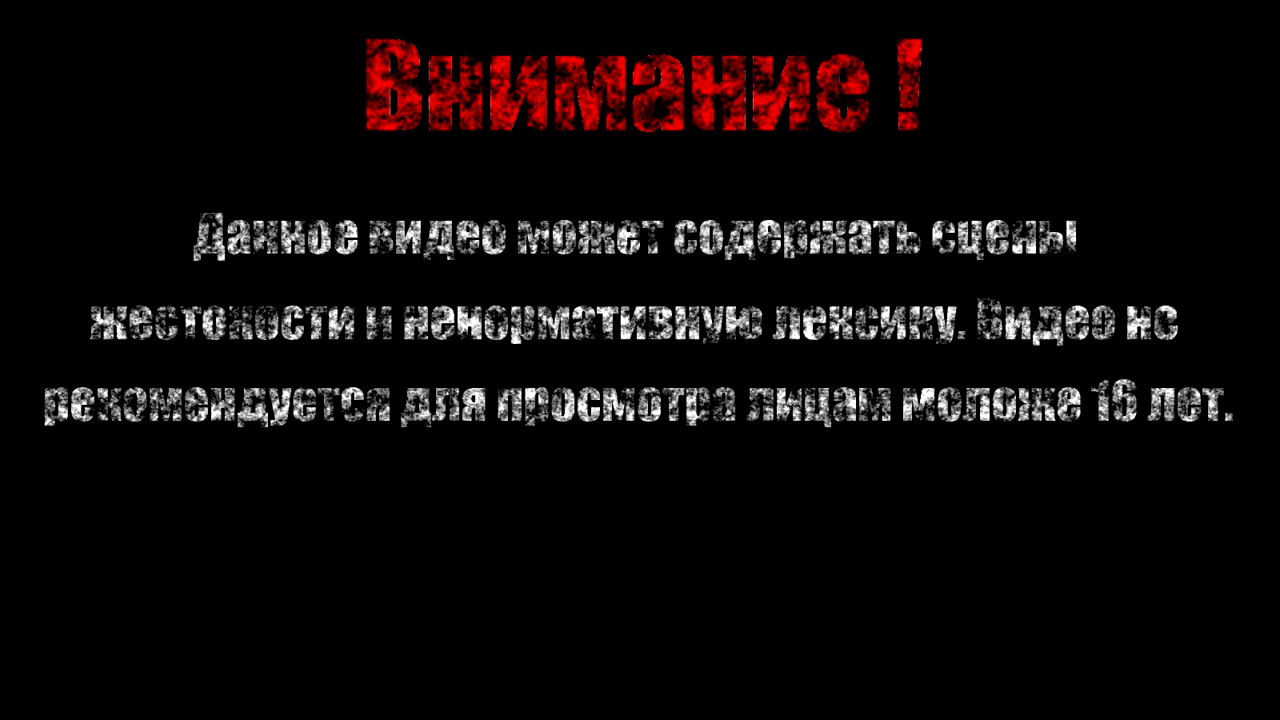 Внимание !
Данное видео может содержать сцены
жестокости и ненормативную лексику. Видео не
рекомендуется для просмотра лицам моложе 16 лет.